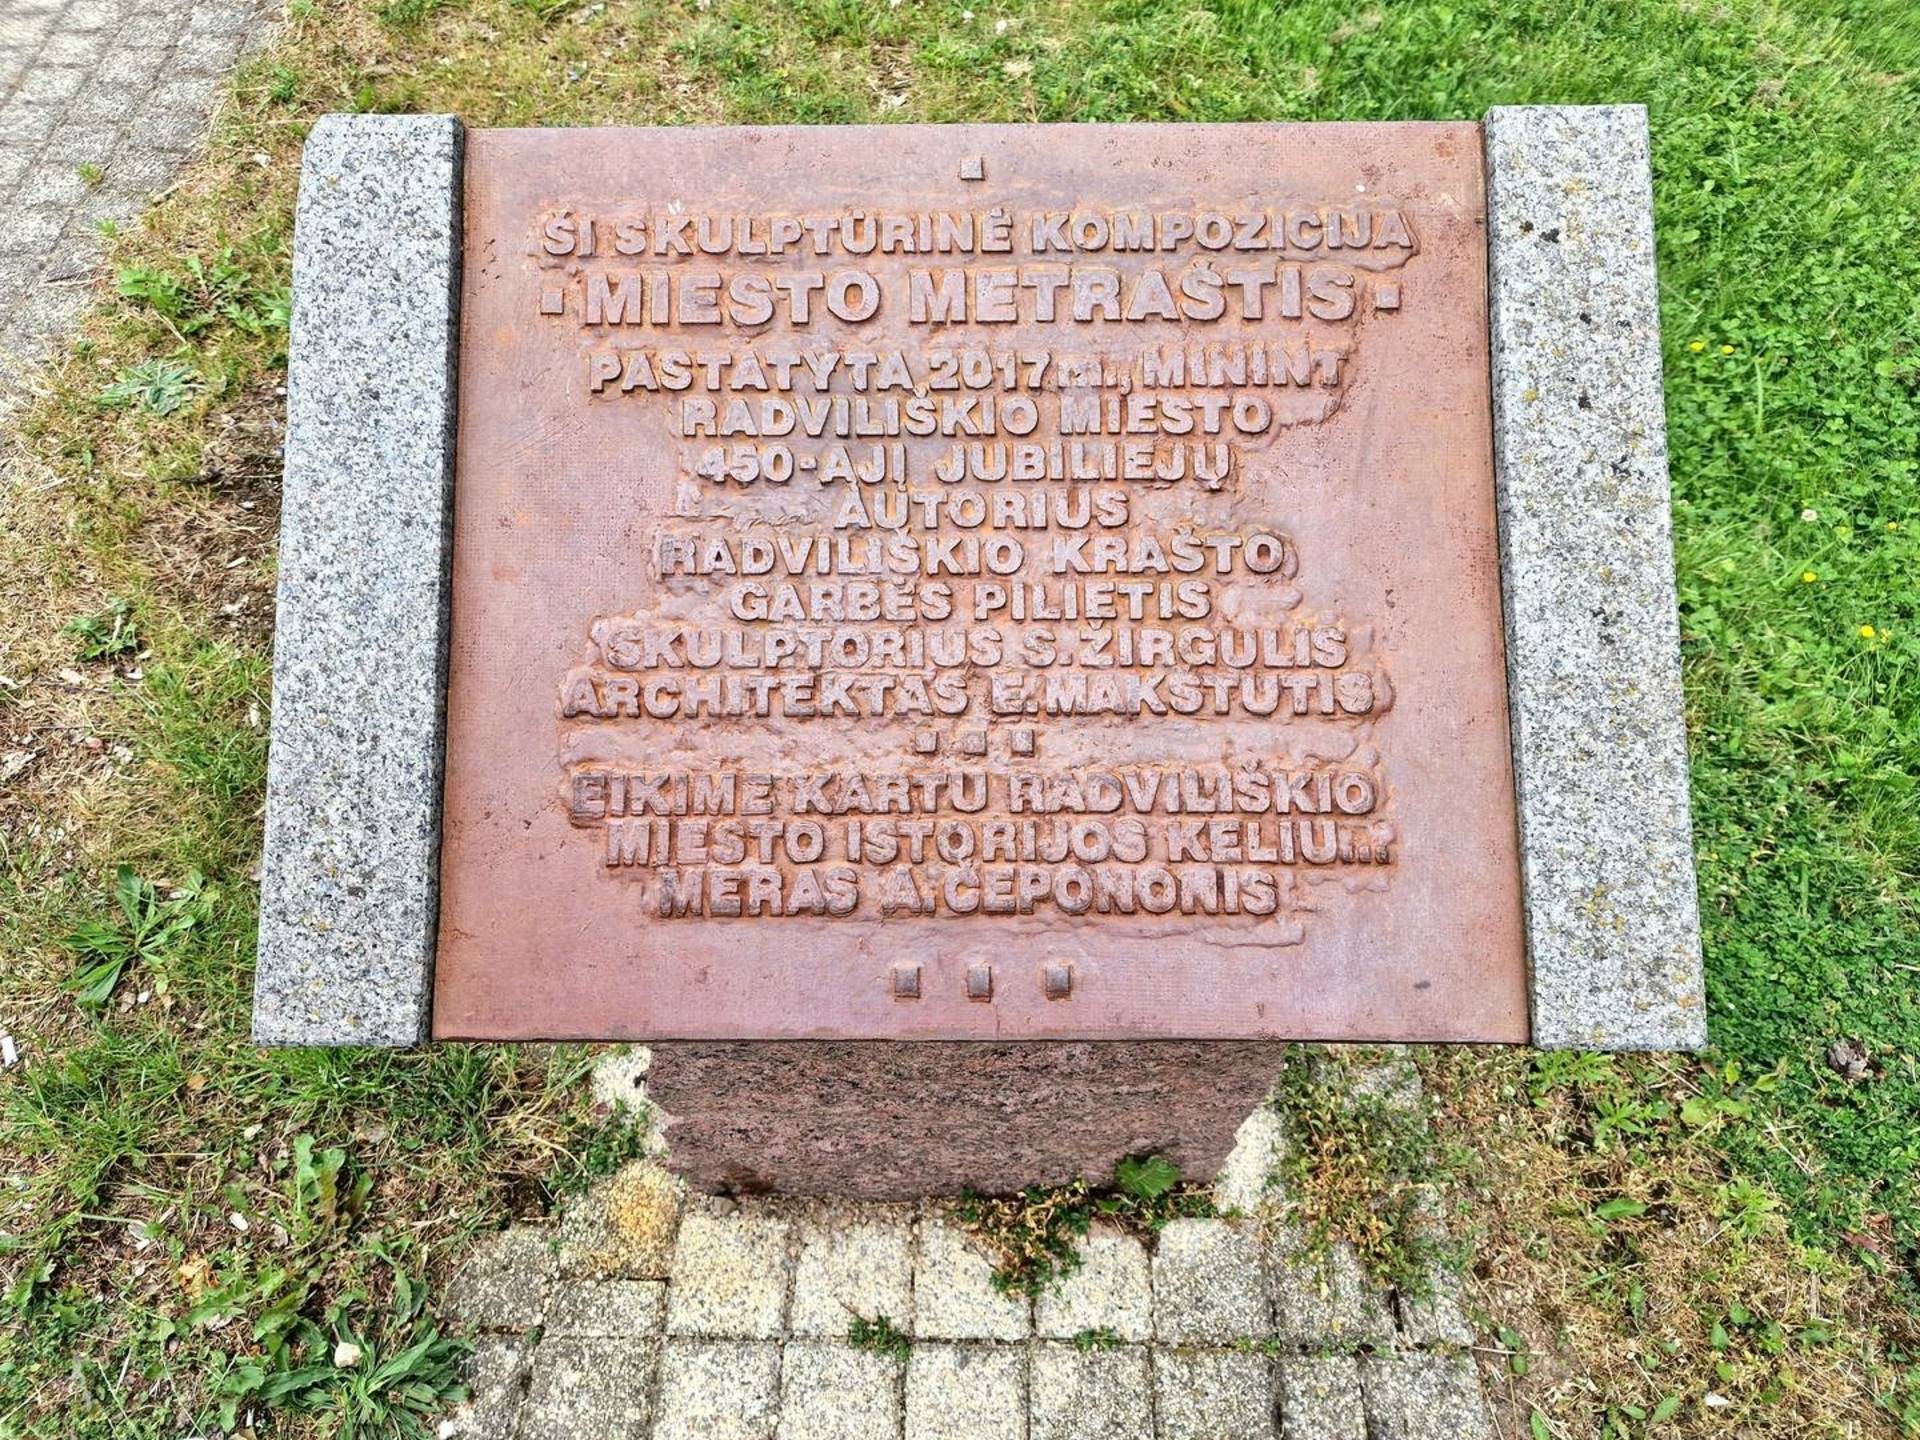 ŠI SKULPTŪRINĖ KOMPOZICIJA
▪ MIESTO METRAŠTIS ▪
PASTATYTA 2017 m., MININT
RADVILIŠKIO MIESTO
450-ĄJĮ JUBILIEJŲ
AUTORIUS
RADVILIŠKIO KRAŠTO
GARBĖS PILIETIS
SKULPTORIUS S. ŽIRGULIS
ARCHITEKTAS E. MAKSTUTIS
EIKIME KARTU RADVILIŠKIO
MIESTO ISTORIJOS KELIU...
MERAS A. ČEPONONIS